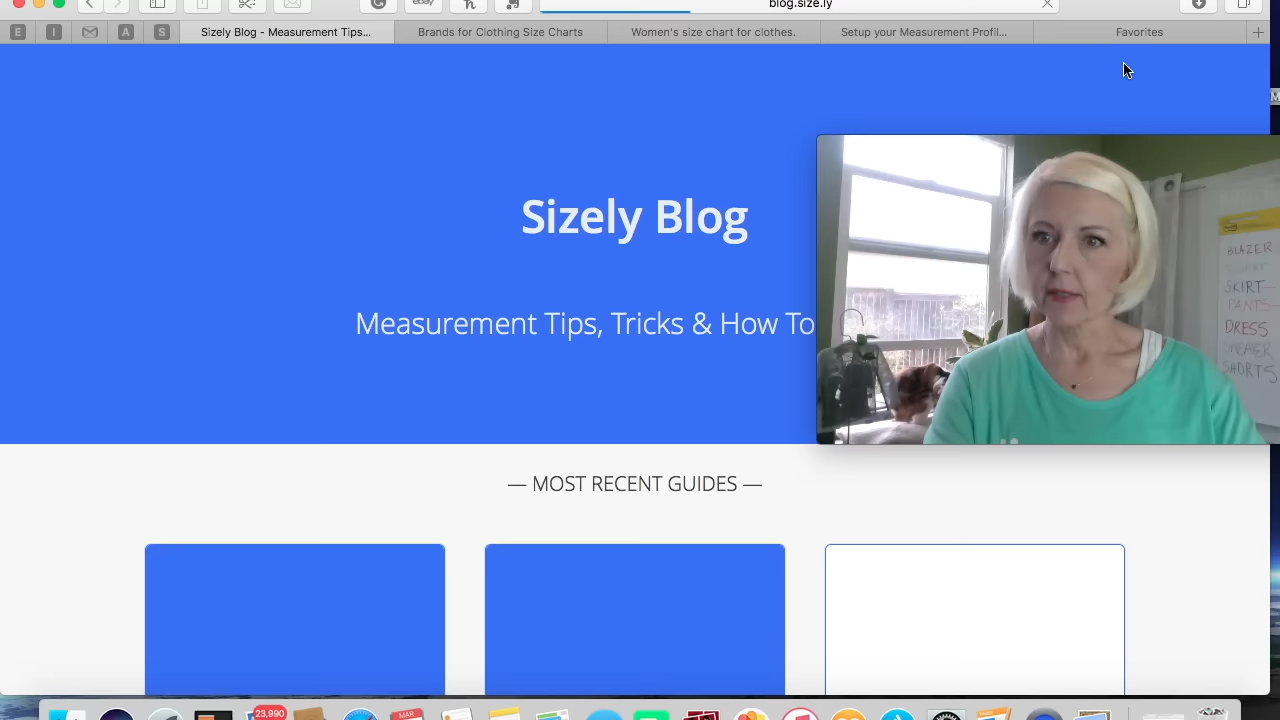 blog.size.ly
E I A S
Sizely Blog - Measurement Tips...
Brands for Clothing Size Charts
Women's size chart for clothes.
Setup your Measurement Profil...
Favorites
Sizely Blog
Measurement Tips, Tricks & How To
BLAZER
SKIRT
PANTS
DRESS
SHORTS
— MOST RECENT GUIDES —
23,990
MAR